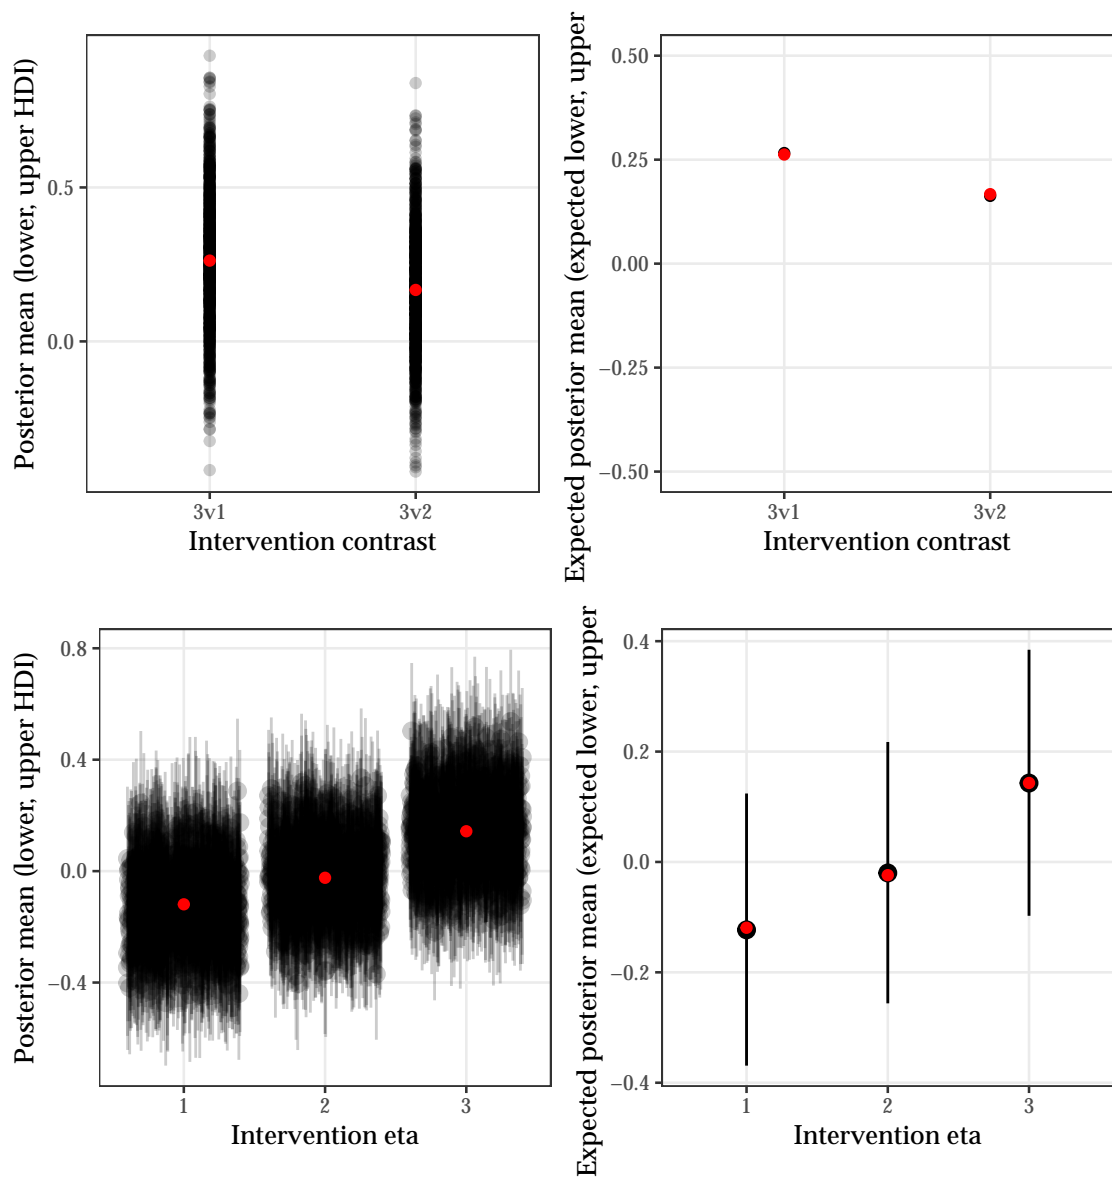 Posterior mean (lower, upper HDI)
0.5
0.0
3v1
3v2
Intervention contrast
Expected posterior mean (expected lower, upper
0.50
0.25
0.00
−0.25
−0.50
3v1
3v2
Intervention contrast
Posterior mean (lower, upper HDI)
0.8
0.4
0.0
−0.4
1
2
3
Intervention eta
Expected posterior mean (expected lower, upper
0.4
0.2
0.0
−0.2
−0.4
1
2
3
Intervention eta